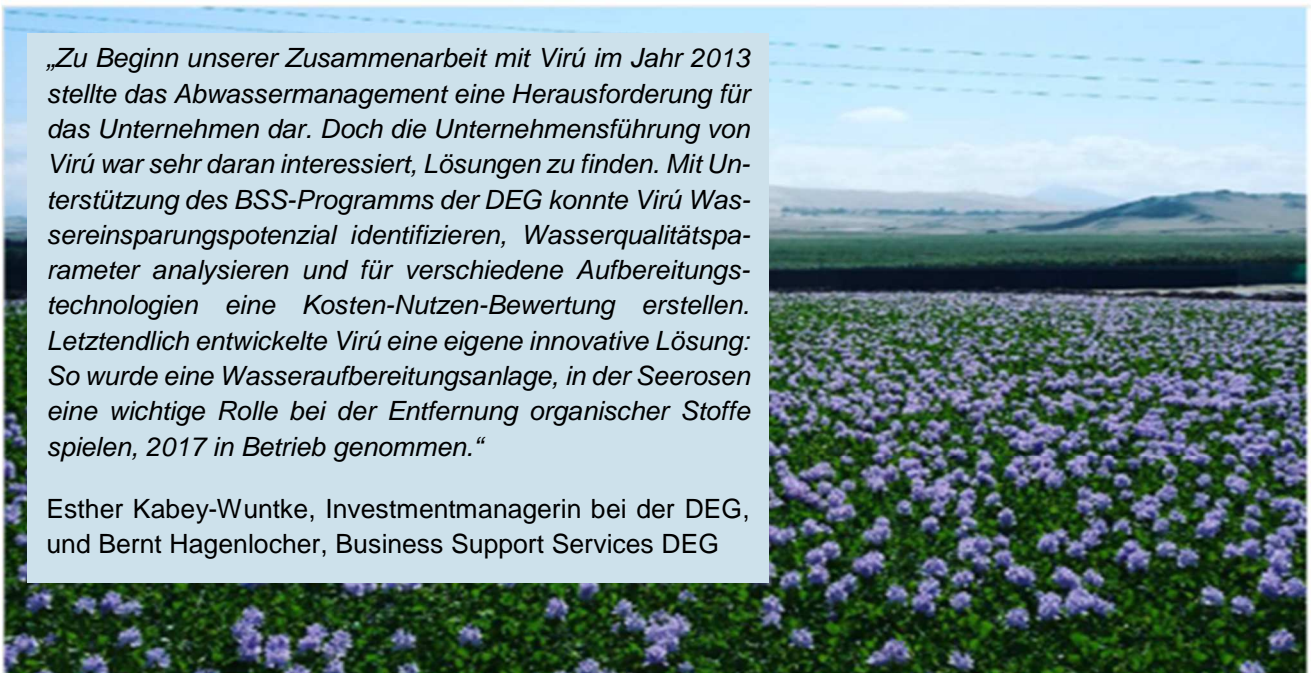 „Zu Beginn unserer Zusammenarbeit mit Virú im Jahr 2013
stellte das Abwassermanagement eine Herausforderung für
das Unternehmen dar. Doch die Unternehmensführung von
Virú war sehr daran interessiert, Lösungen zu finden. Mit Un-
terstützung des BSS-Programms der DEG konnte Virú Was-
sereinsparungspotenzial identifizieren, Wasserqualitätspa-
rameter analysieren und für verschiedene Aufbereitungs-
technologien eine Kosten-Nutzen-Bewertung erstellen.
Letztendlich entwickelte Virú eine eigene innovative Lösung:
So wurde eine Wasseraufbereitungsanlage, in der Seerosen
eine wichtige Rolle bei der Entfernung organischer Stoffe
spielen, 2017 in Betrieb genommen.“
Esther Kabey-Wuntke, Investmentmanagerin bei der DEG,
und Bernt Hagenlocher, Business Support Services DEG